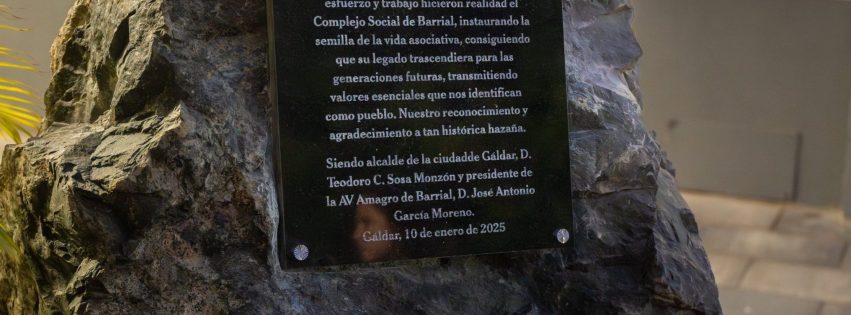 esfuerzo y trabajo hicieron realidad el
Complejo Social de Barrial, instaurando la
semilla de la vida asociativa, consiguiendo
que su legado trascendiera para las
generaciones futuras, transmitiendo
valores esenciales que nos identifican
como pueblo. Nuestro reconocimiento y
agradecimiento a tan histórica hazaña.
Siendo alcalde de la ciudadde Gáldar, D.
Teodoro C. Sosa Monzón y presidente de
la AV Amagro de Barrial, D. José Antonio
García Moreno.
Gáldar, 10 de enero de 2025